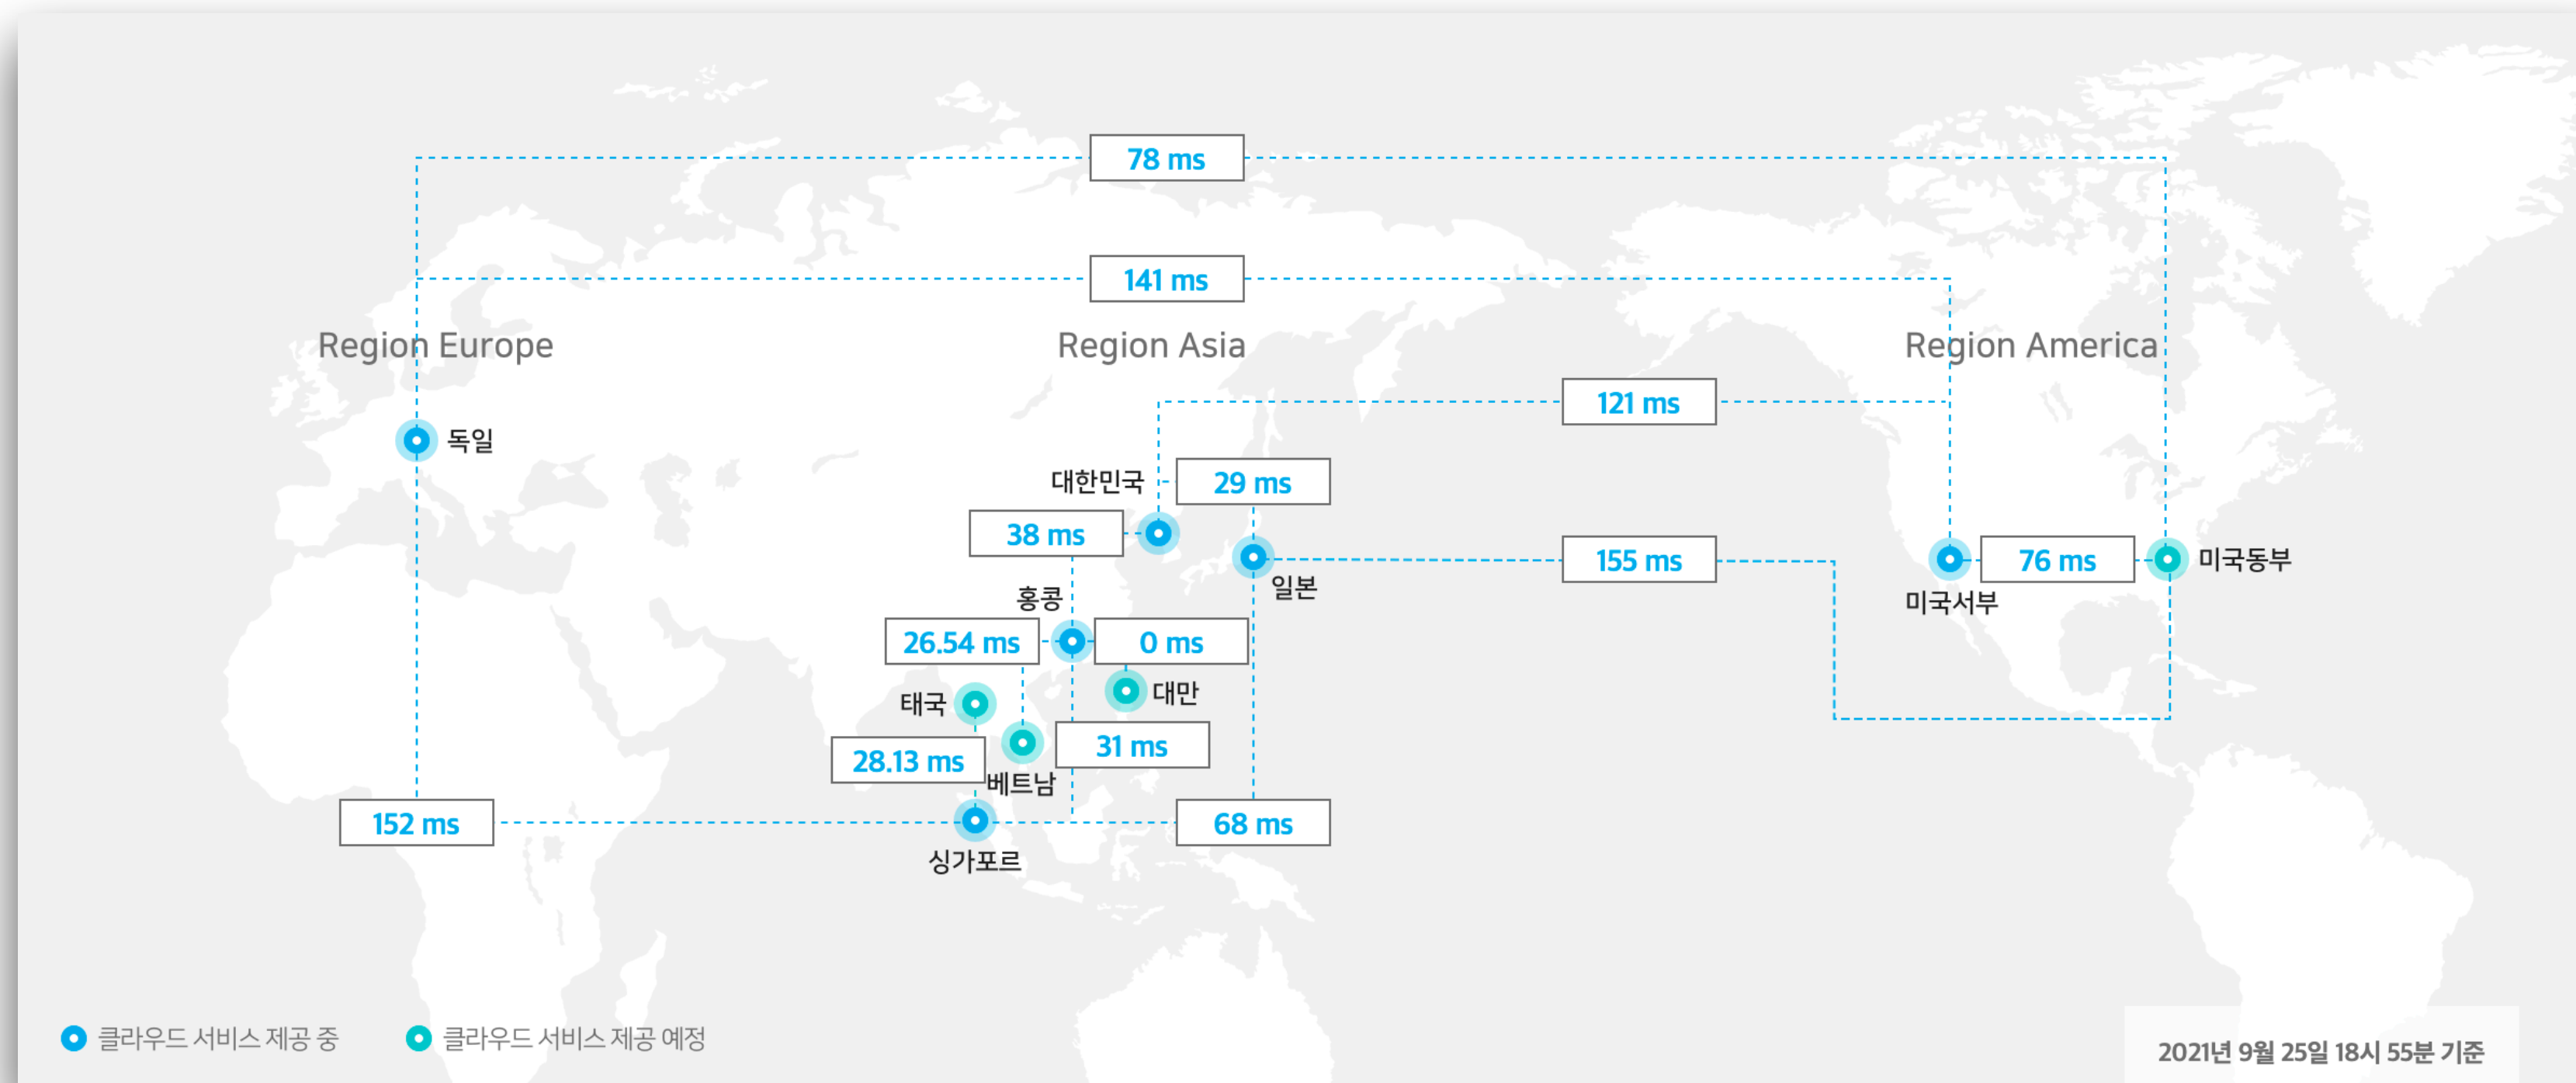 78 ms
141 ms
Region Europe
Region Asia
Region America
121 ms
독일
대한민국
29 ms
38 ms
155 ms
76 ms
미국동부
일본
미국서부
홍콩
26.54 ms
0 ms
태국
대만
31 ms
28.13 ms
베트남
152 ms
68 ms
싱가포르
클라우드 서비스 제공 중
클라우드 서비스 제공 예정
2021년 9월 25일 18시 55분 기준